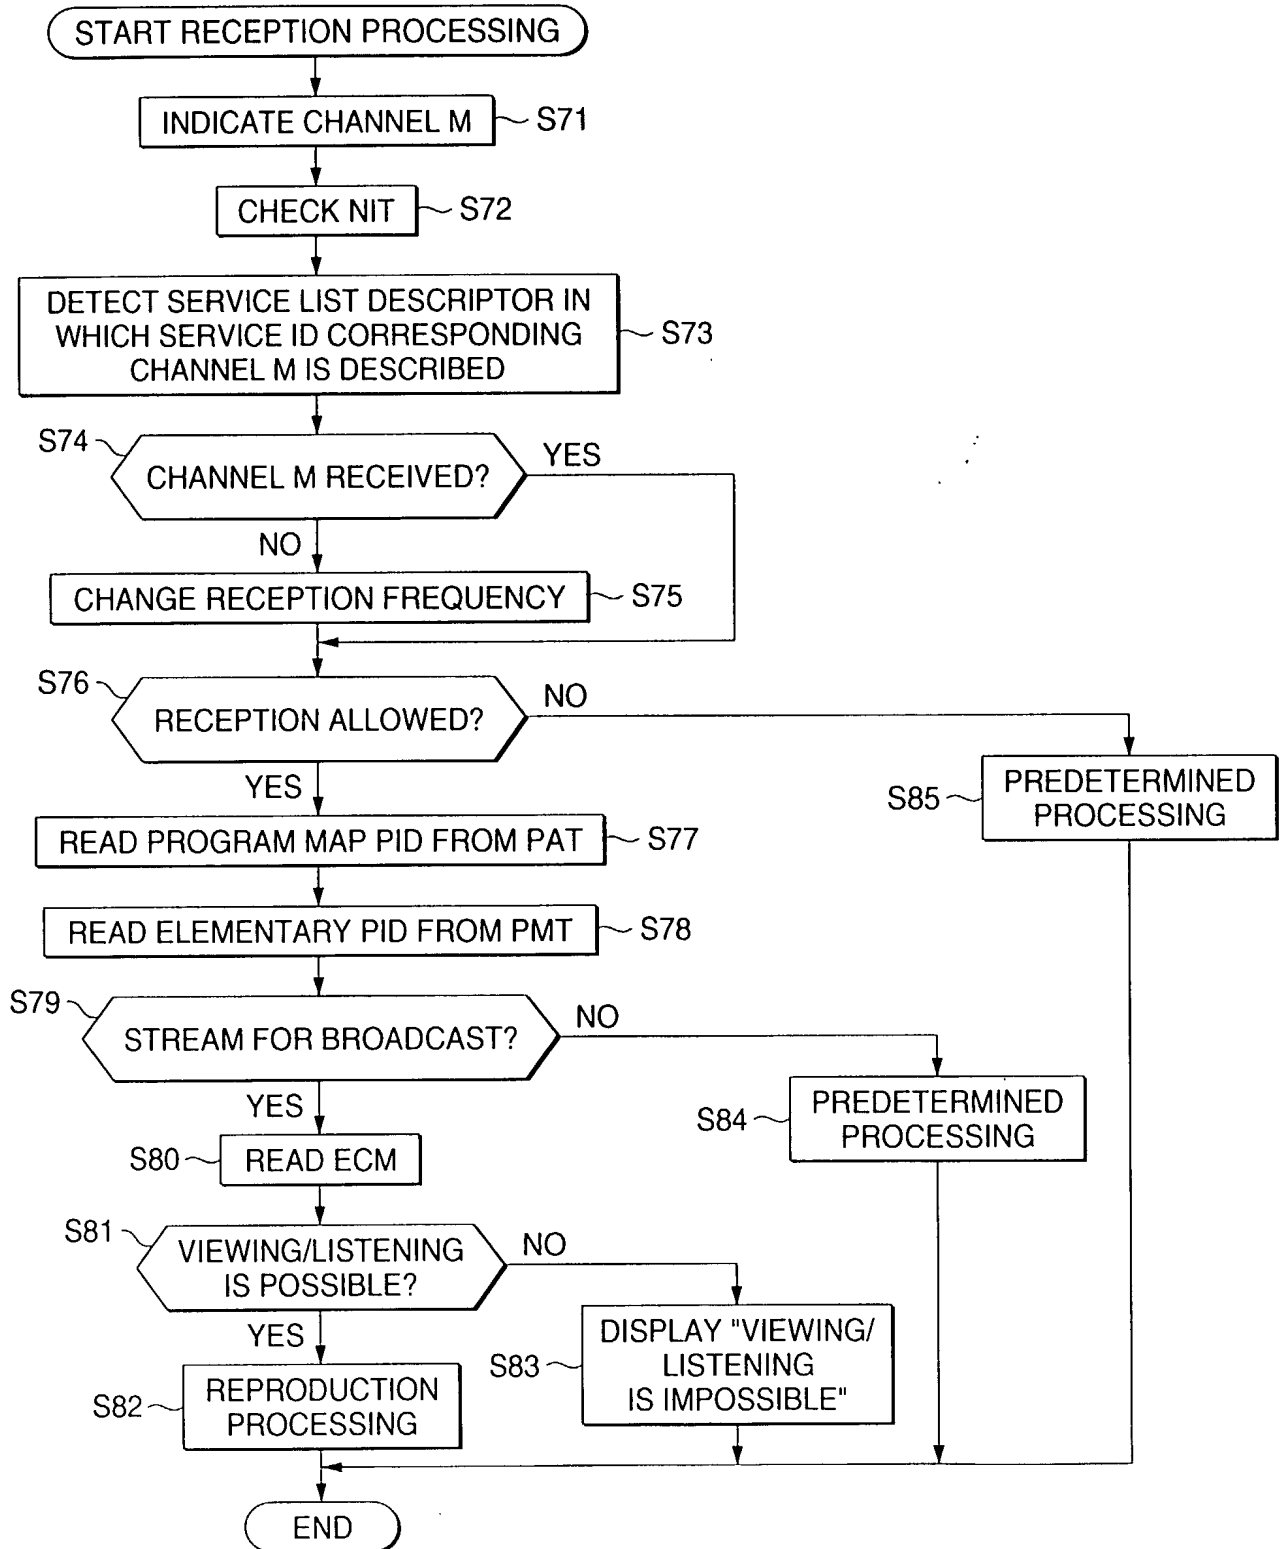 START RECEPTION PROCESSING
INDICATE CHANNEL M
S71
CHECK NIT
S72
DETECT SERVICE LIST DESCRIPTOR IN
WHICH SERVICE ID CORRESPONDING
CHANNEL M IS DESCRIBED
S73
S74
CHANNEL M RECEIVED?
YES
NO
CHANGE RECEPTION FREQUENCY
S75
S76
RECEPTION ALLOWED?
NO
YES
S85
PREDETERMINED
PROCESSING
READ PROGRAM MAP PID FROM PAT
S77
READ ELEMENTARY PID FROM PMT
S78
S79
STREAM FOR BROADCAST?
NO
YES
S84
PREDETERMINED
PROCESSING
S80
READ ECM
S81
VIEWING/LISTENING
IS POSSIBLE?
NO
YES
S83
DISPLAY "VIEWING/
LISTENING
IS IMPOSSIBLE"
S82
REPRODUCTION
PROCESSING
END